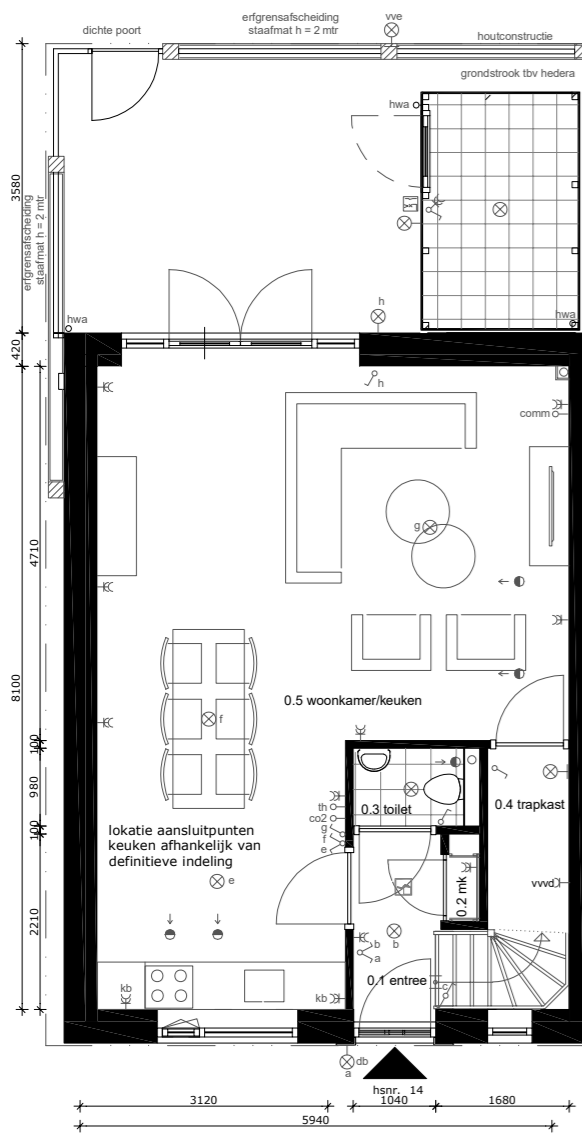 erfgrensafscheiding
staafmat h = 2 mtr
vve
dichte poort
houtconstructie
grondstrook tbv hedera
hwa
3580
erfgrensafscheiding
staafmat h = 2 mtr
hwa
h
hwa
420
h
comm
g
4710
8100
0.5 woonkamer/keuken
f
100
980
th
co2
g
f
e
0.3 toilet
0.4 trapkast
100
lokatie aansluitpunten
keuken afhankelijk van
definitieve indeling
e
0.2 mk
vvvd
2210
b
a
b
0.1 entree
c
kb
kb
db
a
hsnr. 14
3120
1040
1680
5940